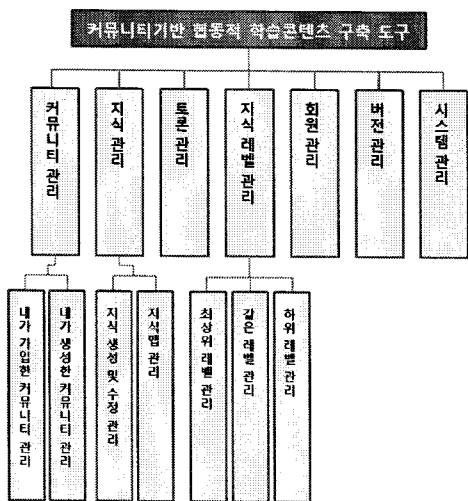 커뮤니티기반 협동적 학습콘텐츠 구축 도구
커뮤니티 관리
지식 관리
토론 관리
지식 레벨 관리
회원 관리
버전 관리
시스템 관리
내가 가입한 커뮤니티 관리
내가 생성한 커뮤니티 관리
지식 생성 및 수정 관리
지식맵 관리
최상위 레벨 관리
같은 레벨 관리
하위 레벨 관리